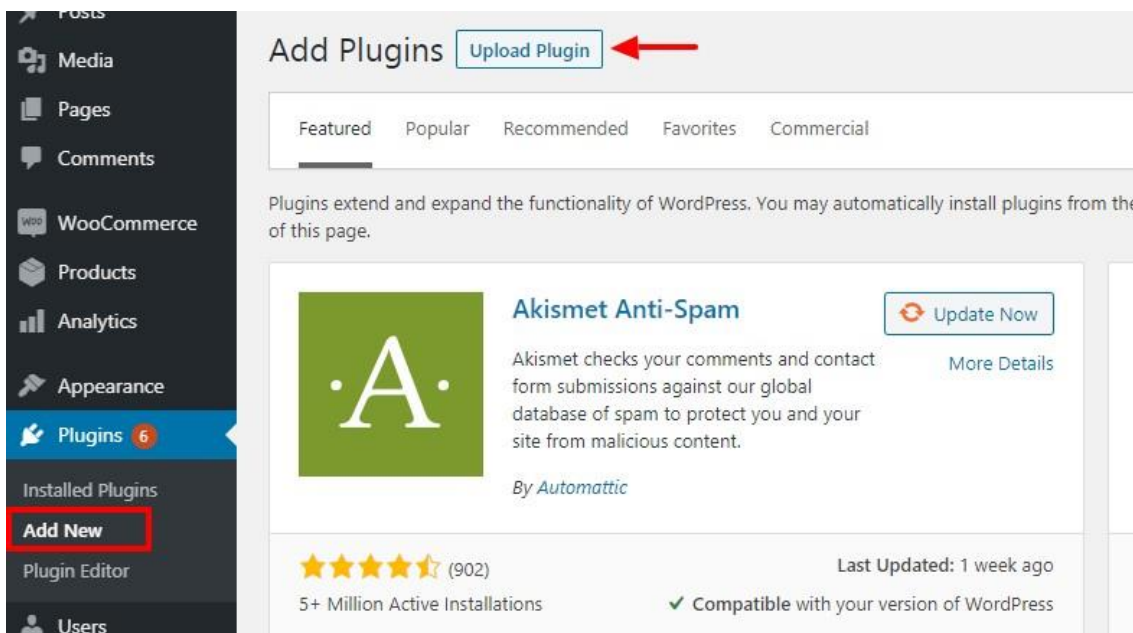 Posts
Media
Pages
Comments
WOO
WooCommerce
Products
Analytics
Appearance
Plugins 6
Installed Plugins
Add New
Plugin Editor
Users
Add Plugins
Upload Plugin
Featured Popular Recommended Favorites Commercial
Plugins extend and expand the functionality of WordPress. You may automatically install plugins from the
of this page.
·A·
Akismet Anti-Spam
Update Now
More Details
Akismet checks your comments and contact
form submissions against our global
database of spam to protect you and your
site from malicious content.
By Automattic
(902)
5+ Million Active Installations
Last Updated: 1 week ago
✓ Compatible with your version of WordPress